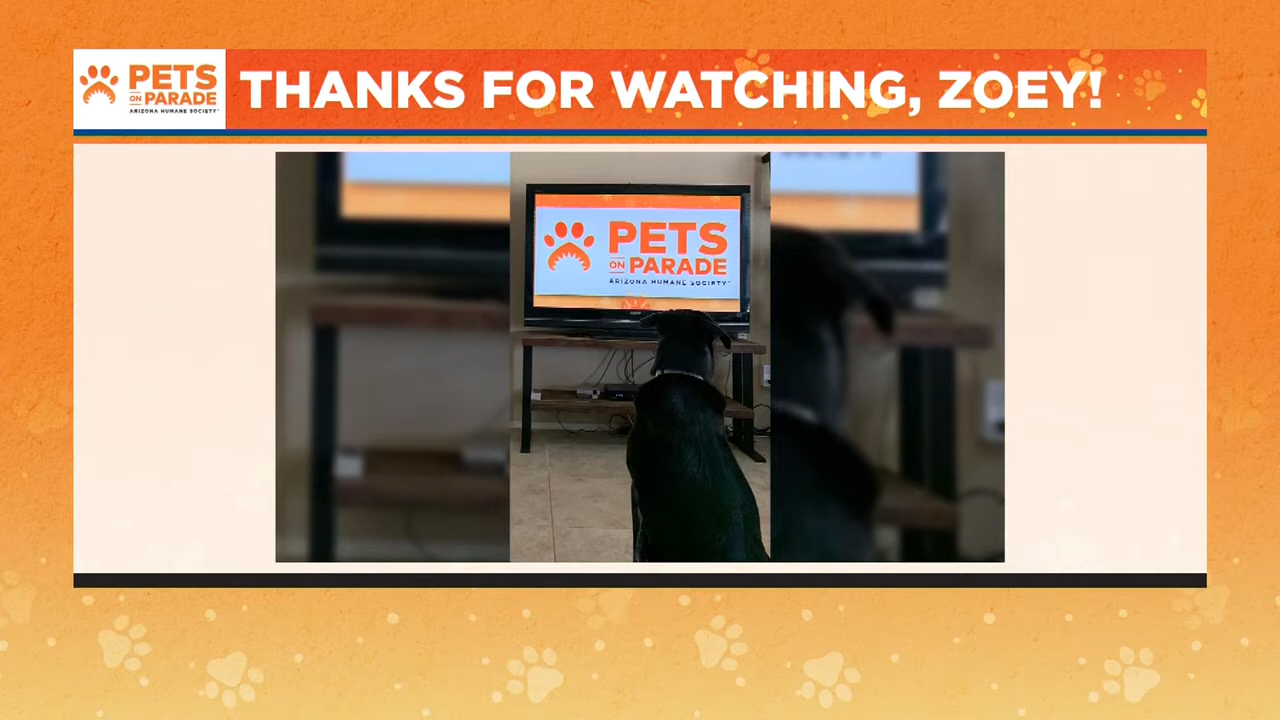 PETS
ON PARADE
ARIZONA HUMANE SOCIETY
THANKS FOR WATCHING, ZOEY!
PETS
ON PARADE
ARIZONA HUMANE SOCIETY